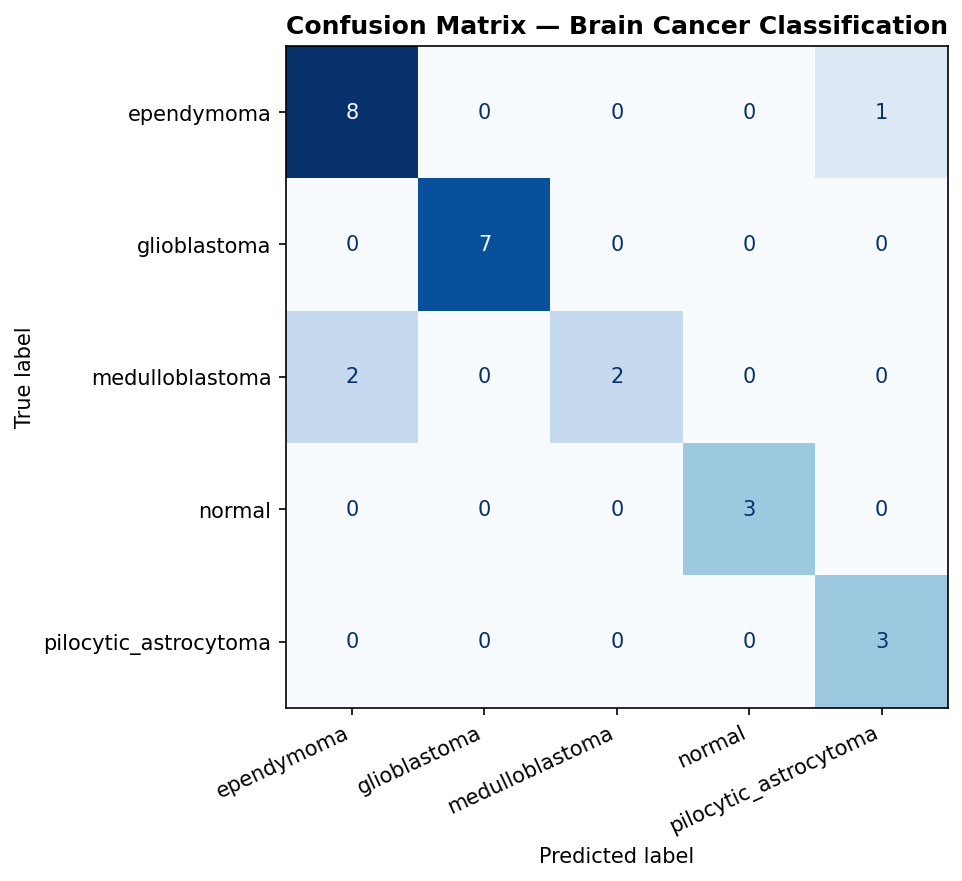 Confusion Matrix — Brain Cancer Classification
ependymoma 8 0 0 0 1
glioblastoma 0 7 0 0 0
medulloblastoma 2 0 2 0 0
normal 0 0 0 3 0
pilocytic_astrocytoma 0 0 0 0 3
True label
ependymoma glioblastoma medulloblastoma normal pilocytic_astrocytoma
Predicted label